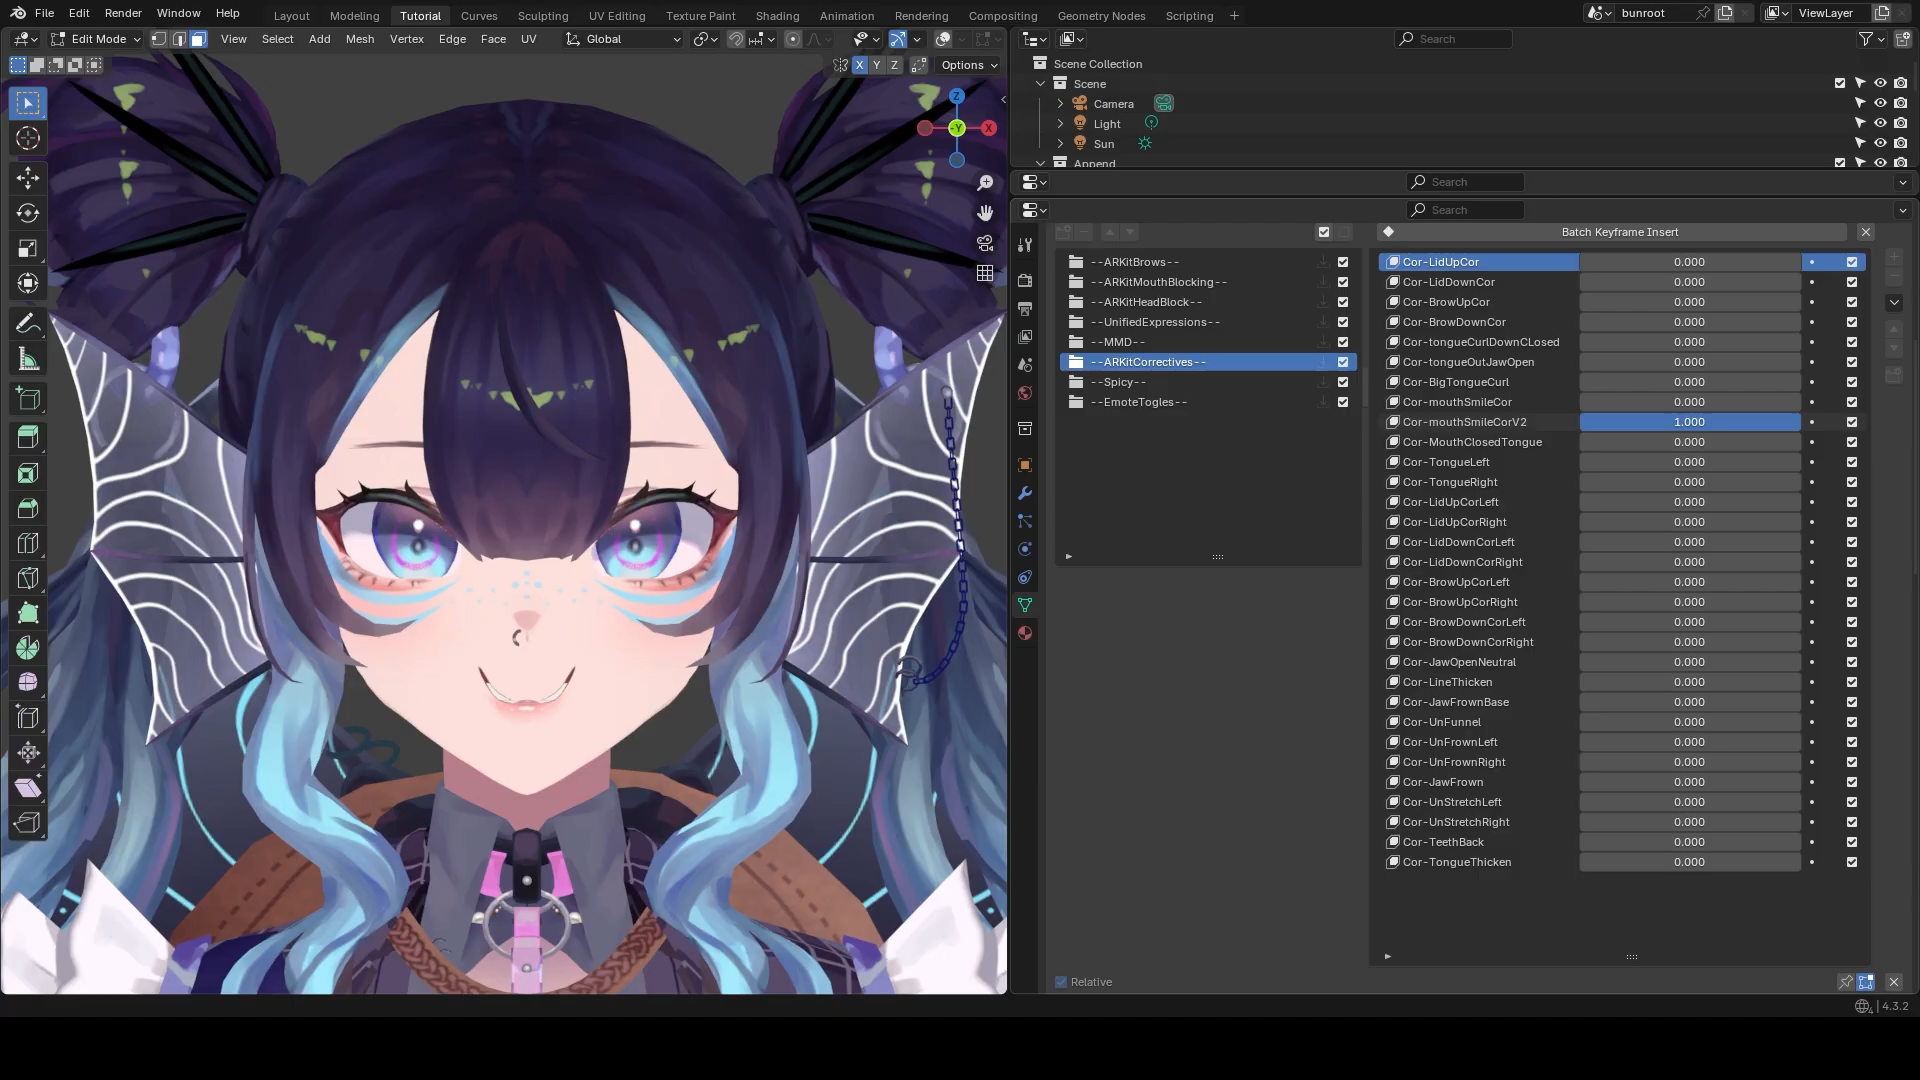 File Edit Render Window Help Layout Modeling Tutorial Curves Sculpting UV Editing Texture Paint Shading Animation Rendering Compositing Geometry Nodes Scripting bunroot ViewLayer
Edit Mode View Select Add Mesh Vertex Edge Face UV Global Search
X Y Z Options
Scene Collection
Scene
Camera
Light
Sun
Append
Search
Search
Z
-Y
X
Batch Keyframe Insert
--ARKitBrows--
--ARKitMouthBlocking--
--ARKitHeadBlock--
--UnifiedExpressions--
--MMD--
--ARKitCorrectives--
--Spicy--
--EmoteTogles--
Cor-LidUpCor 0.000
Cor-LidDownCor 0.000
Cor-BrowUpCor 0.000
Cor-BrowDownCor 0.000
Cor-tongueCurlDownCLosed 0.000
Cor-tongueOutJawOpen 0.000
Cor-BigTongueCurl 0.000
Cor-mouthSmileCor 0.000
Cor-mouthSmileCorV2 1.000
Cor-MouthClosedTongue 0.000
Cor-TongueLeft 0.000
Cor-TongueRight 0.000
Cor-LidUpCorLeft 0.000
Cor-LidUpCorRight 0.000
Cor-LidDownCorLeft 0.000
Cor-LidDownCorRight 0.000
Cor-BrowUpCorLeft 0.000
Cor-BrowUpCorRight 0.000
Cor-BrowDownCorLeft 0.000
Cor-BrowDownCorRight 0.000
Cor-JawOpenNeutral 0.000
Cor-LineThicken 0.000
Cor-JawFrownBase 0.000
Cor-UnFunnel 0.000
Cor-UnFrownLeft 0.000
Cor-UnFrownRight 0.000
Cor-JawFrown 0.000
Cor-UnStretchLeft 0.000
Cor-UnStretchRight 0.000
Cor-TeethBack 0.000
Cor-TongueThicken 0.000
Relative
4.3.2